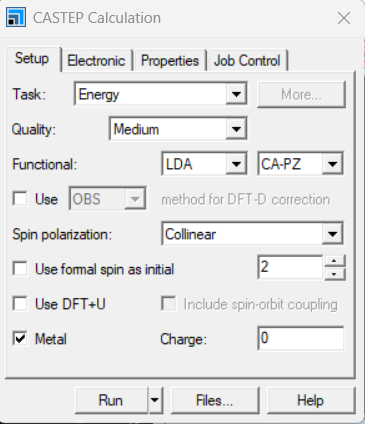 CASTEP Calculation
Setup Electronic Properties Job Control
Task: Energy More...
Quality: Medium
Functional: LDA CA-PZ
Use OBS method for DFT-D correction
Spin polarization: Collinear
Use formal spin as initial 2
Use DFT+U Include spin-orbit coupling
Metal Charge: 0
Run Files... Help